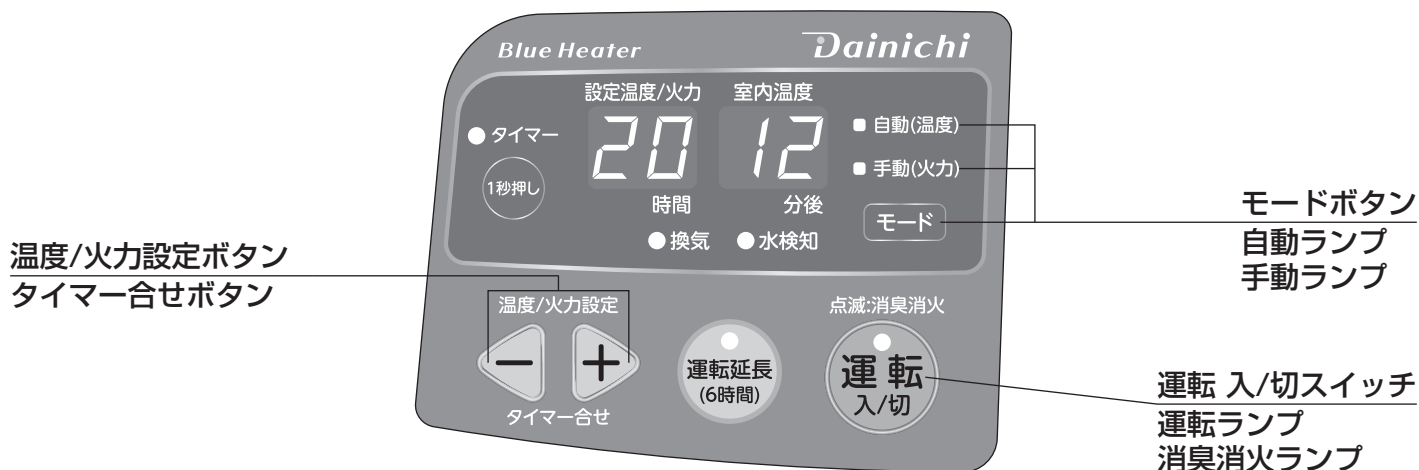 Blue Heater
Dainichi
設定温度/火力
室内温度
タイマー
20
12
自動(温度)
手動(火力)
1秒押し
時間
分後
モード
換気
水検知
モードボタン
自動ランプ
手動ランプ
温度/火力設定ボタン
タイマー合せボタン
温度/火力設定
点滅:消臭消火
−
+
運転延長
(6時間)
運転
入/切
タイマー合せ
運転 入/切スイッチ
運転ランプ
消臭消火ランプ